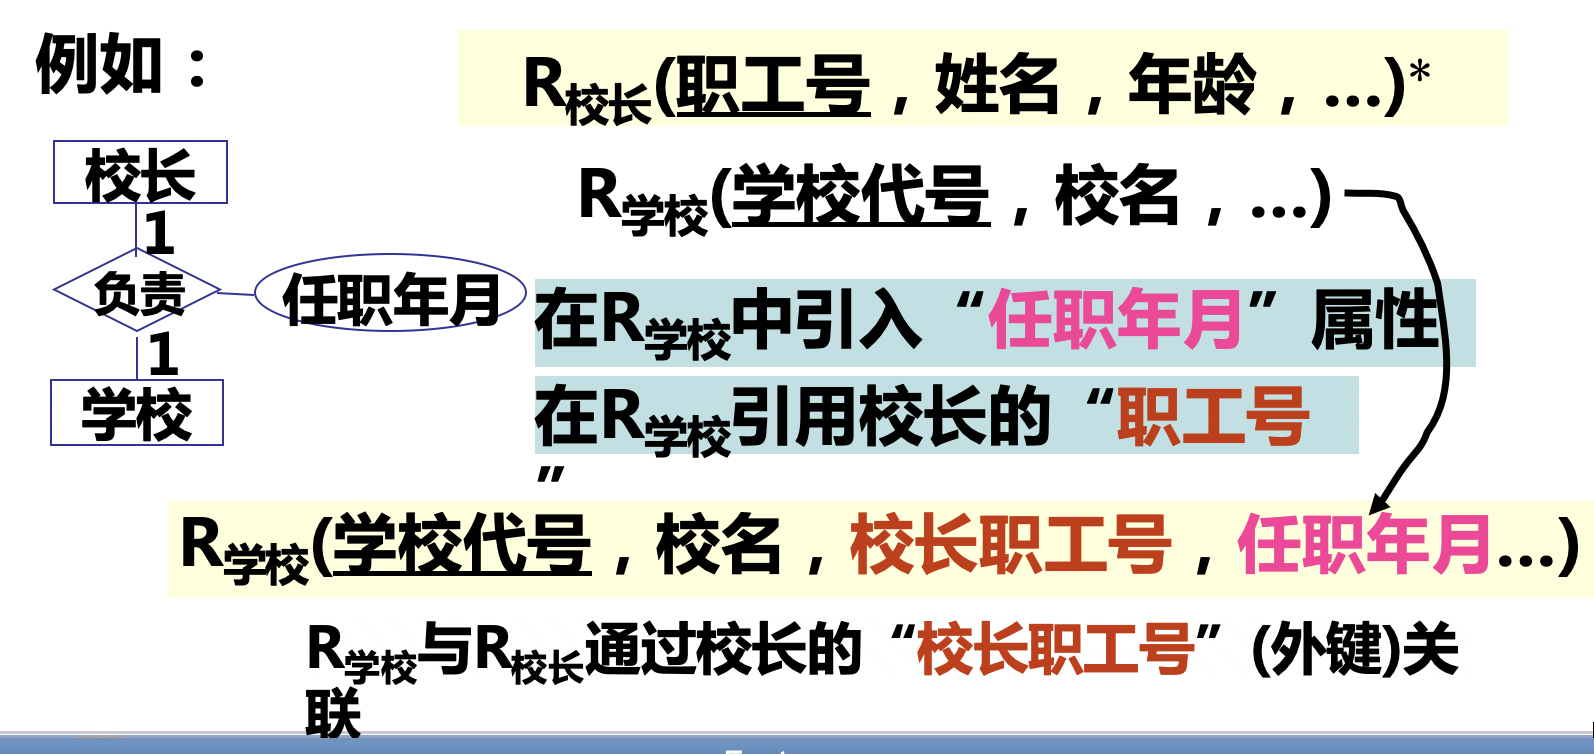 例如：
R校长(职工号，姓名，年龄，…)*
R学校(学校代号，校名，…)
校长
1
负责
任职年月
1
学校
在R学校中引入“任职年月”属性
在R学校引用校长的“职工号
”
R学校(学校代号，校名，校长职工号，任职年月…)
R学校与R校长通过校长的“校长职工号”(外键)关
联